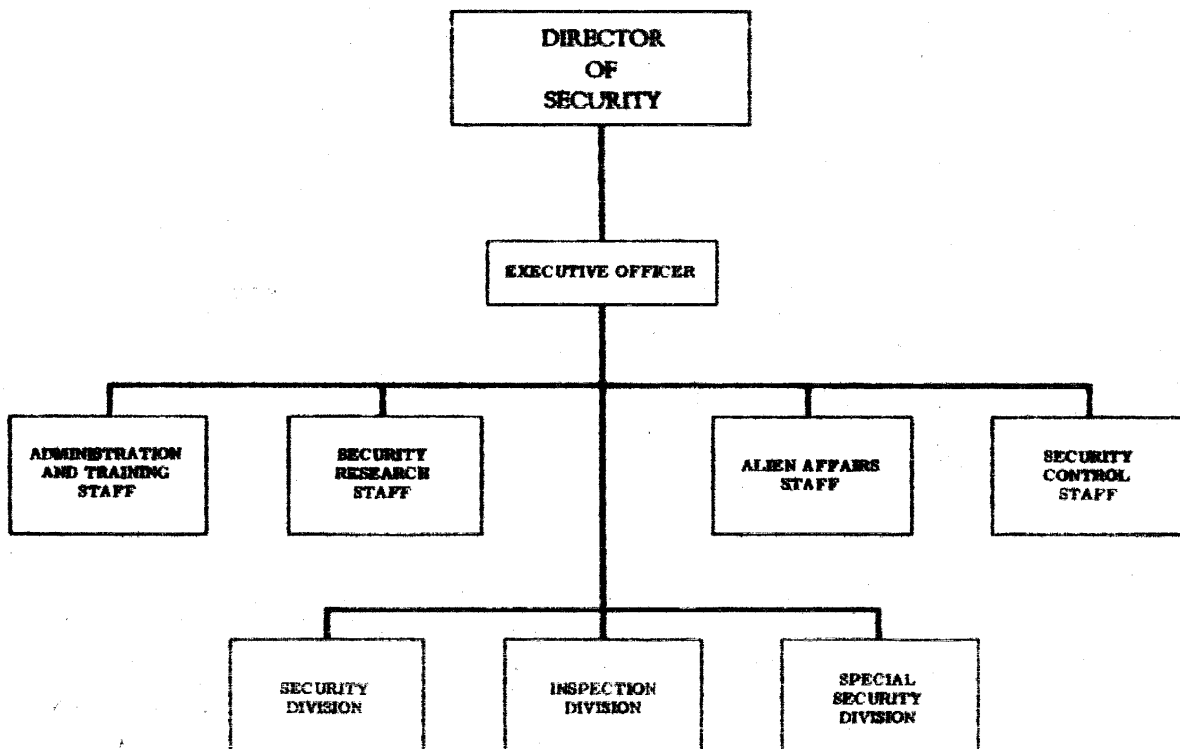 DIRECTOR
OF
SECURITY
EXECUTIVE OFFICER
ADMINISTRATION
AND TRAINING
STAFF
SECURITY
RESEARCH
STAFF
ALIEN AFFAIRS
STAFF
SECURITY
CONTROL
STAFF
SECURITY
DIVISION
INSPECTION
DIVISION
SPECIAL
SECURITY
DIVISION